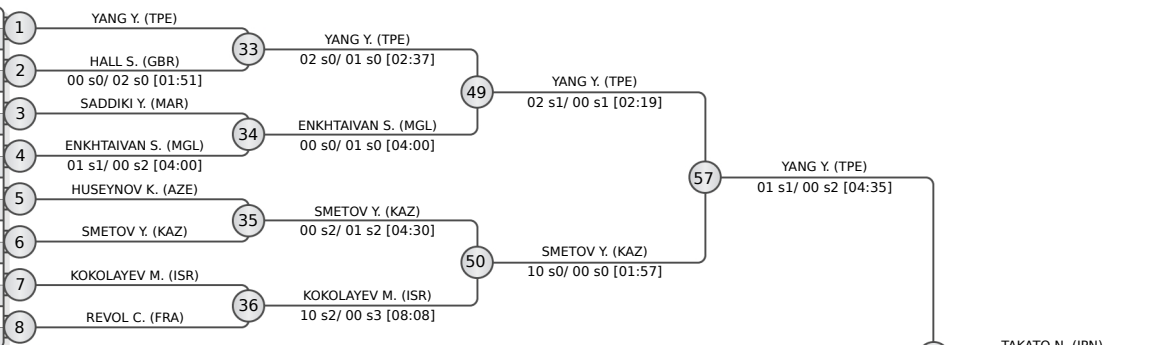 1
YANG Y. (TPE)
2
HALL S. (GBR)
00 s0/ 02 s0 [01:51]
3
SADDIKI Y. (MAR)
4
ENKHTAIVAN S. (MGL)
01 s1/ 00 s2 [04:00]
5
HUSEYNOV K. (AZE)
6
SMETOV Y. (KAZ)
7
KOKOLAYEV M. (ISR)
8
REVOL C. (FRA)
33
YANG Y. (TPE)
02 s0/ 01 s0 [02:37]
34
ENKHTAIVAN S. (MGL)
00 s0/ 01 s0 [04:00]
35
SMETOV Y. (KAZ)
00 s2/ 01 s2 [04:30]
36
KOKOLAYEV M. (ISR)
10 s2/ 00 s3 [08:08]
49
YANG Y. (TPE)
02 s1/ 00 s1 [02:19]
50
SMETOV Y. (KAZ)
10 s0/ 00 s0 [01:57]
57
YANG Y. (TPE)
01 s1/ 00 s2 [04:35]
TAKATO N. (JPN)